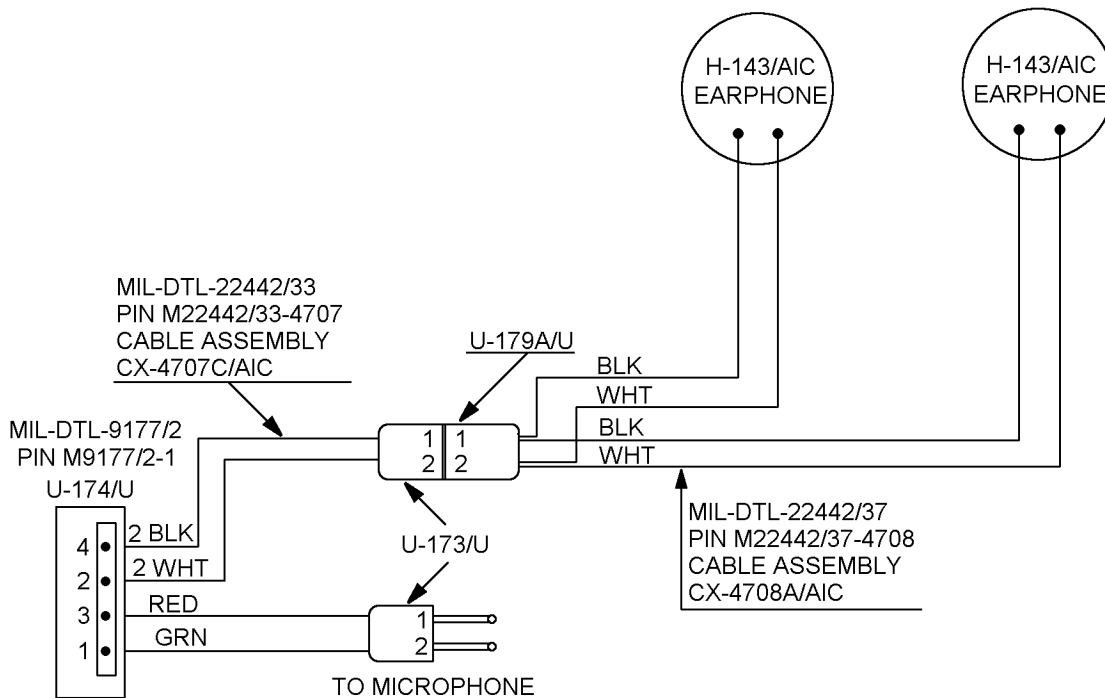 H-143/AIC
EARPHONE
H-143/AIC
EARPHONE
MIL-DTL-22442/33
PIN M22442/33-4707
CABLE ASSEMBLY
CX-4707C/AIC
U-179A/U
BLK
WHT
BLK
WHT
MIL-DTL-9177/2
PIN M9177/2-1
U-174/U
1 1
2 2
4 2 BLK
2 2 WHT
3 RED
1 GRN
U-173/U
1
2
TO MICROPHONE
MIL-DTL-22442/37
PIN M22442/37-4708
CABLE ASSEMBLY
CX-4708A/AIC